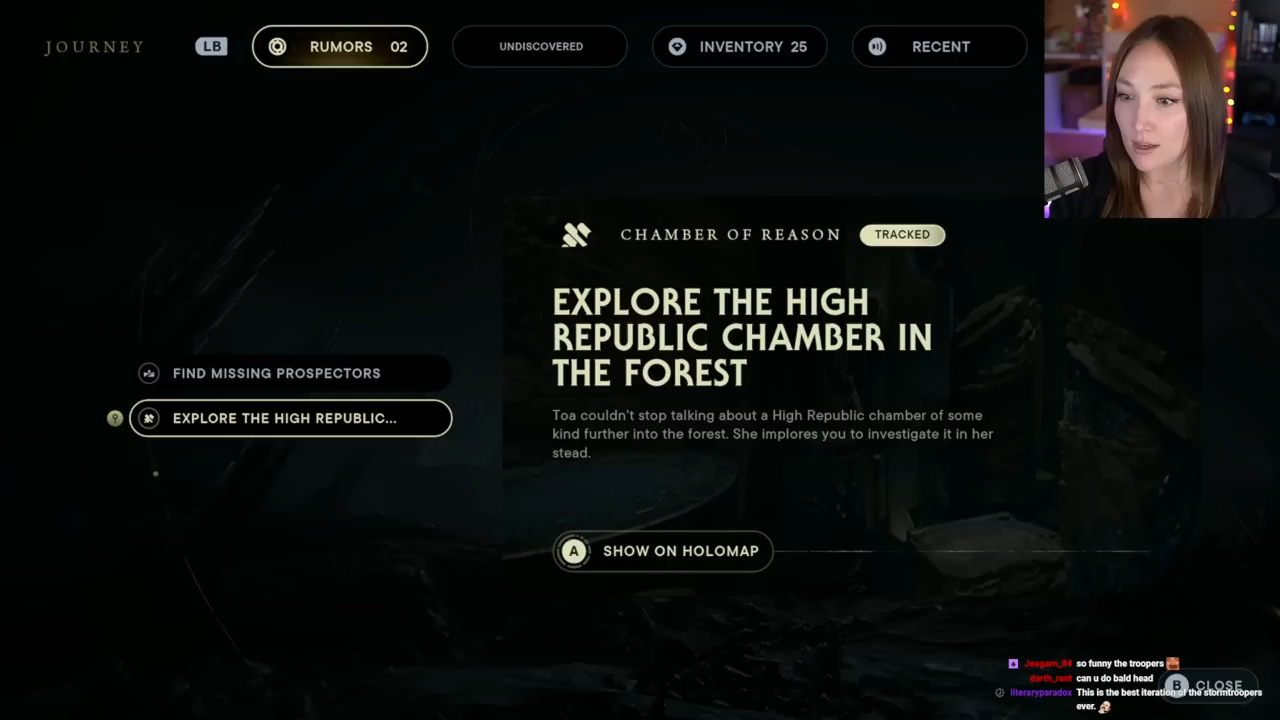 JOURNEY
LB
RUMORS 02
UNDISCOVERED
INVENTORY 25
RECENT
CHAMBER OF REASON
TRACKED
EXPLORE THE HIGH
REPUBLIC CHAMBER IN
THE FOREST
FIND MISSING PROSPECTORS
EXPLORE THE HIGH REPUBLIC...
Toa couldn't stop talking about a High Republic chamber of some
kind further into the forest. She implores you to investigate it in her
stead.
A SHOW ON HOLOMAP
Jeagarn_84 so funny the troopers
darth_rent can u do bald head
literaryparadox This is the best iteration of the stormtroopers
ever.
B CLOSE